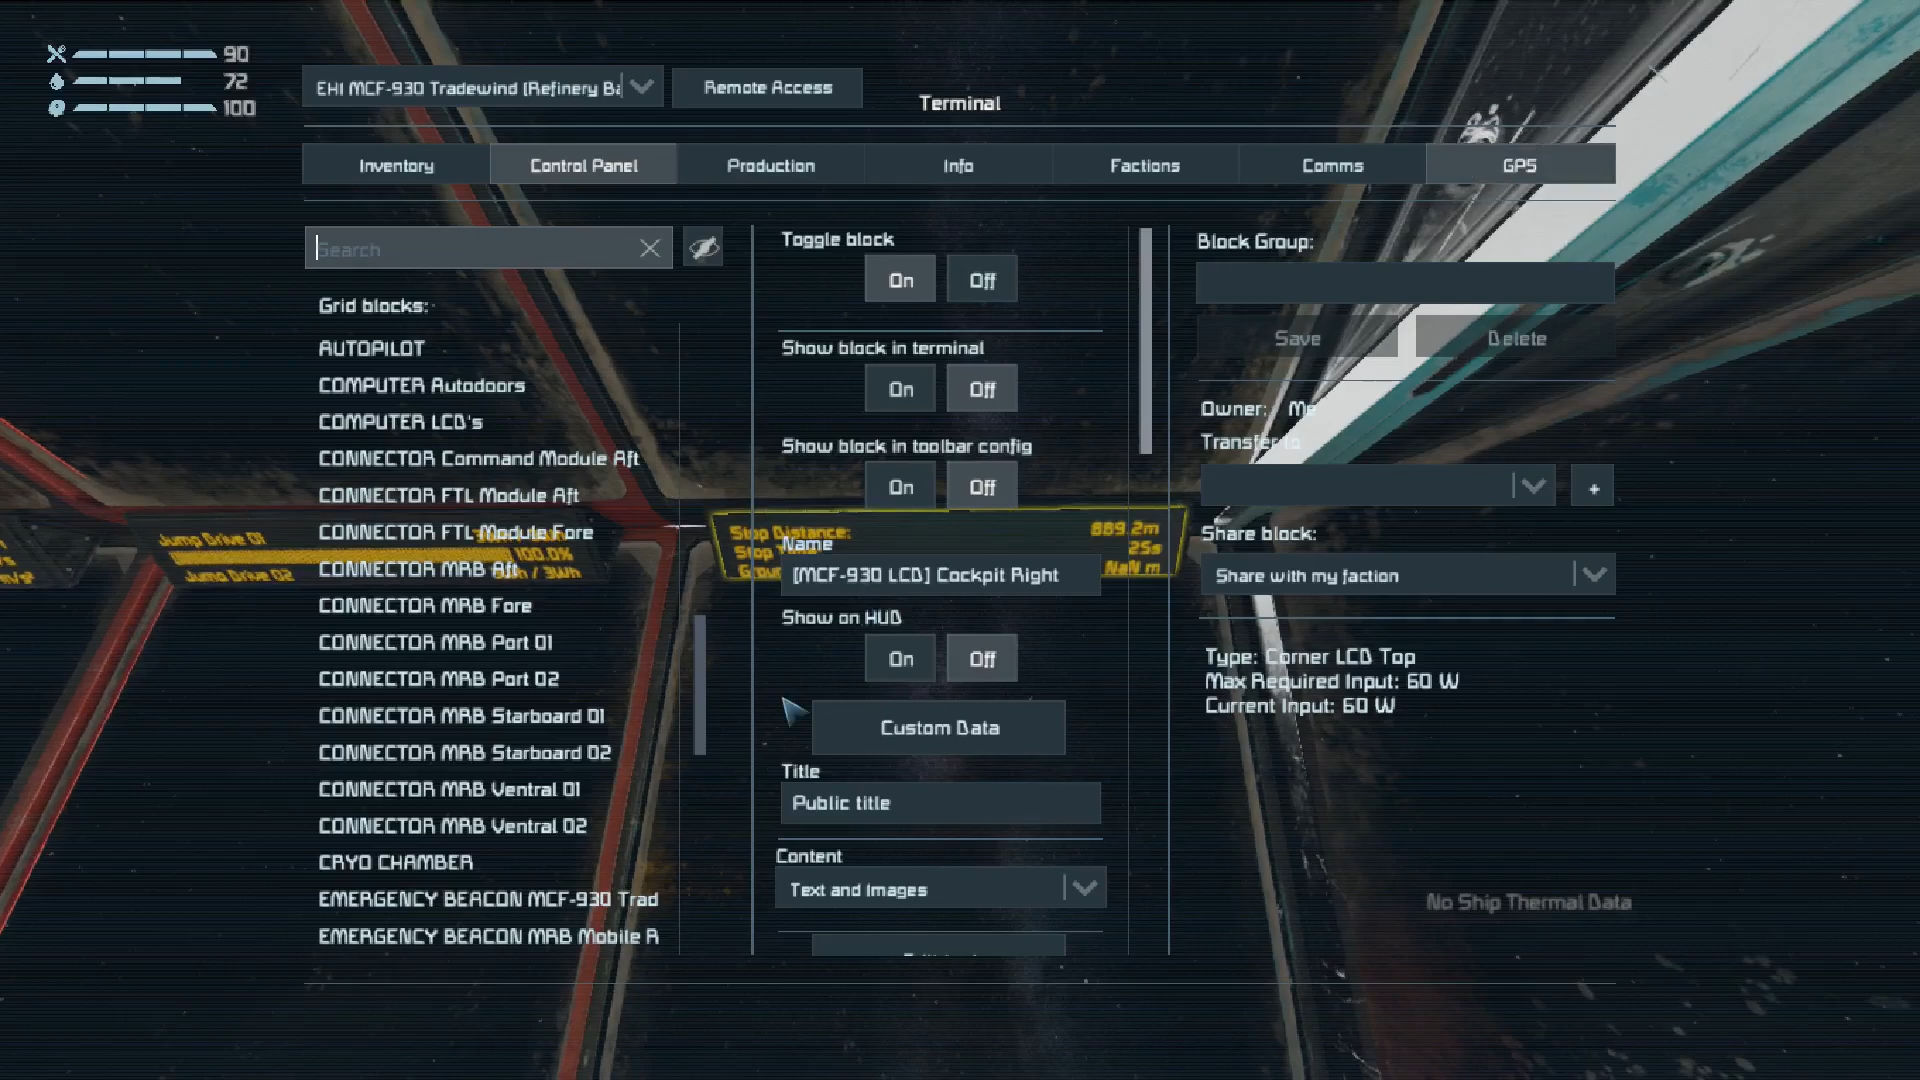 90
72
100
EHI MCF-930 Tradewind (Refinery Ba
Remote Access
Terminal
Inventory
Control Panel
Production
Info
Factions
Comms
GPS
Search
Grid blocks:
AUTOPILOT
COMPUTER Autodoors
COMPUTER LCD's
CONNECTOR Command Module Aft
CONNECTOR FTL Module Aft
CONNECTOR FTL Module Fore
CONNECTOR MRB Aft
CONNECTOR MRB Fore
CONNECTOR MRB Port 01
CONNECTOR MRB Port 02
CONNECTOR MRB Starboard 01
CONNECTOR MRB Starboard 02
CONNECTOR MRB Ventral 01
CONNECTOR MRB Ventral 02
CRYO CHAMBER
EMERGENCY BEACON MCF-930 Trad
EMERGENCY BEACON MRB Mobile R
Jump Drive 01
100.0%
Jump Drive 02
/ 3Wh
Toggle block
On Off
Show block in terminal
On Off
Show block in toolbar config
On Off
Stop Distance: 889.2m
Stop 25s
NaN m
Name
[MCF-930 LCD] Cockpit Right
Show on HUD
On Off
Custom Data
Title
Public title
Content
Text and Images
Block Group:
Save
Delete
Owner: Me
Transfer to
+
Share block:
Share with my faction
Type: Corner LCD Top
Max Required Input: 60 W
Current Input: 60 W
No Ship Thermal Data